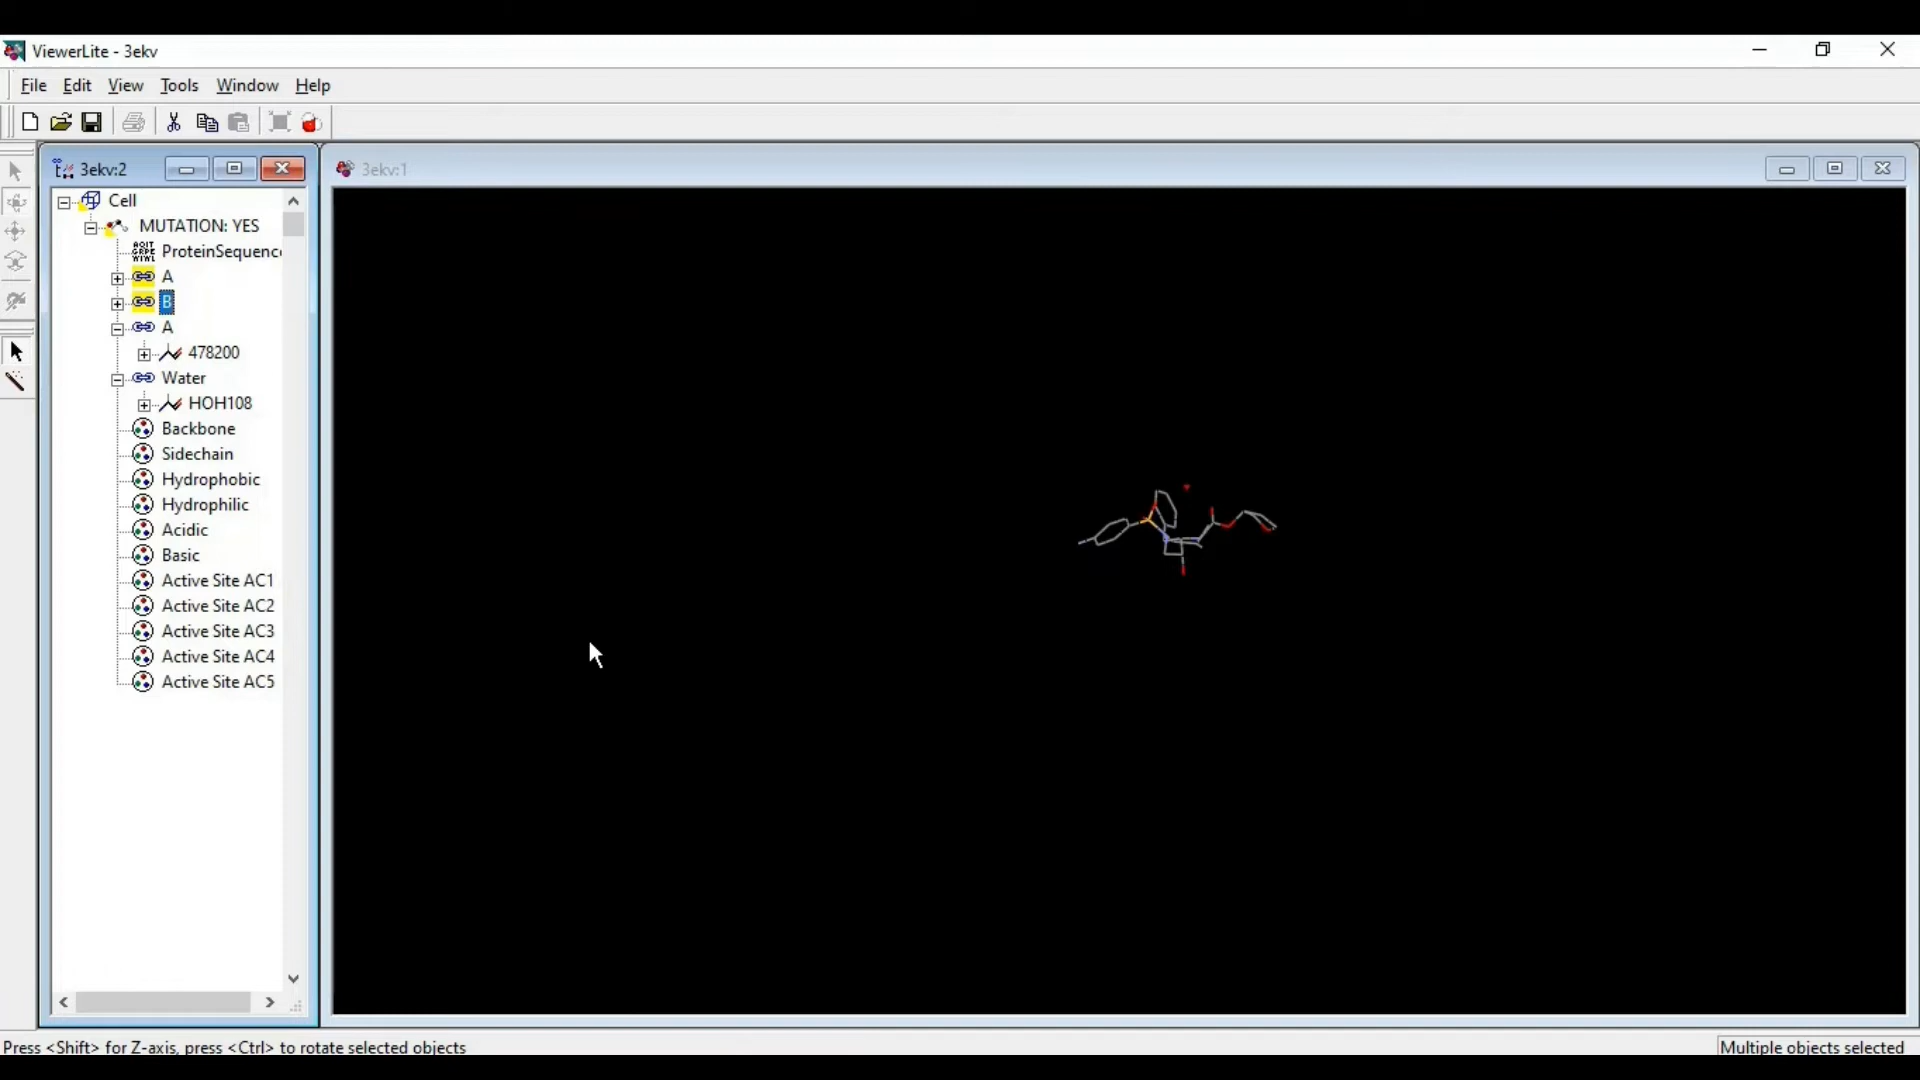 ViewerLite - 3ekv
File Edit View Tools Window Help
3ekv:2
3ekv:1
Cell
MUTATION: YES
ProteinSequence
A
B
A
478200
Water
HOH108
Backbone
Sidechain
Hydrophobic
Hydrophilic
Acidic
Basic
Active Site AC1
Active Site AC2
Active Site AC3
Active Site AC4
Active Site AC5
Press <Shift> for Z-axis, press <Ctrl> to rotate selected objects
Multiple objects selected